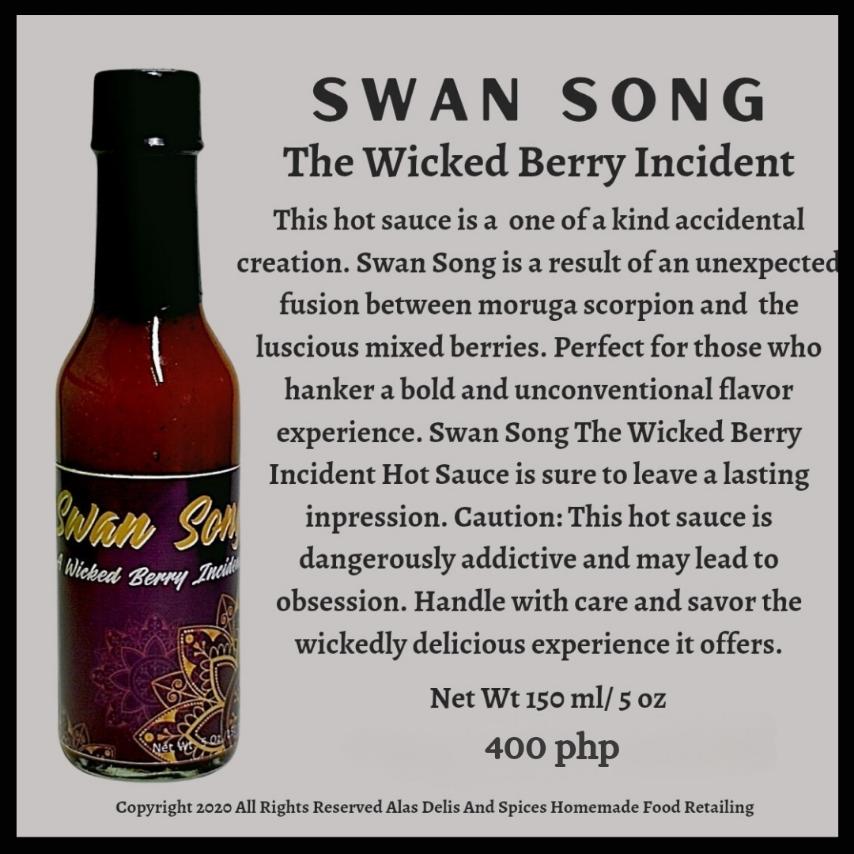 SWAN SONG
The Wicked Berry Incident
This hot sauce is a one of a kind accidental
creation. Swan Song is a result of an unexpected
fusion between moruga scorpion and the
luscious mixed berries. Perfect for those who
hanker a bold and unconventional flavor
experience. Swan Song The Wicked Berry
Incident Hot Sauce is sure to leave a lasting
inpression. Caution: This hot sauce is
dangerously addictive and may lead to
obsession. Handle with care and savor the
wickedly delicious experience it offers.
Net Wt 150 ml/ 5 oz
400 php
Swan Song
A Wicked Berry
Net Wt 5 Oz
Copyright 2020 All Rights Reserved Alas Delis And Spices Homemade Food Retailing